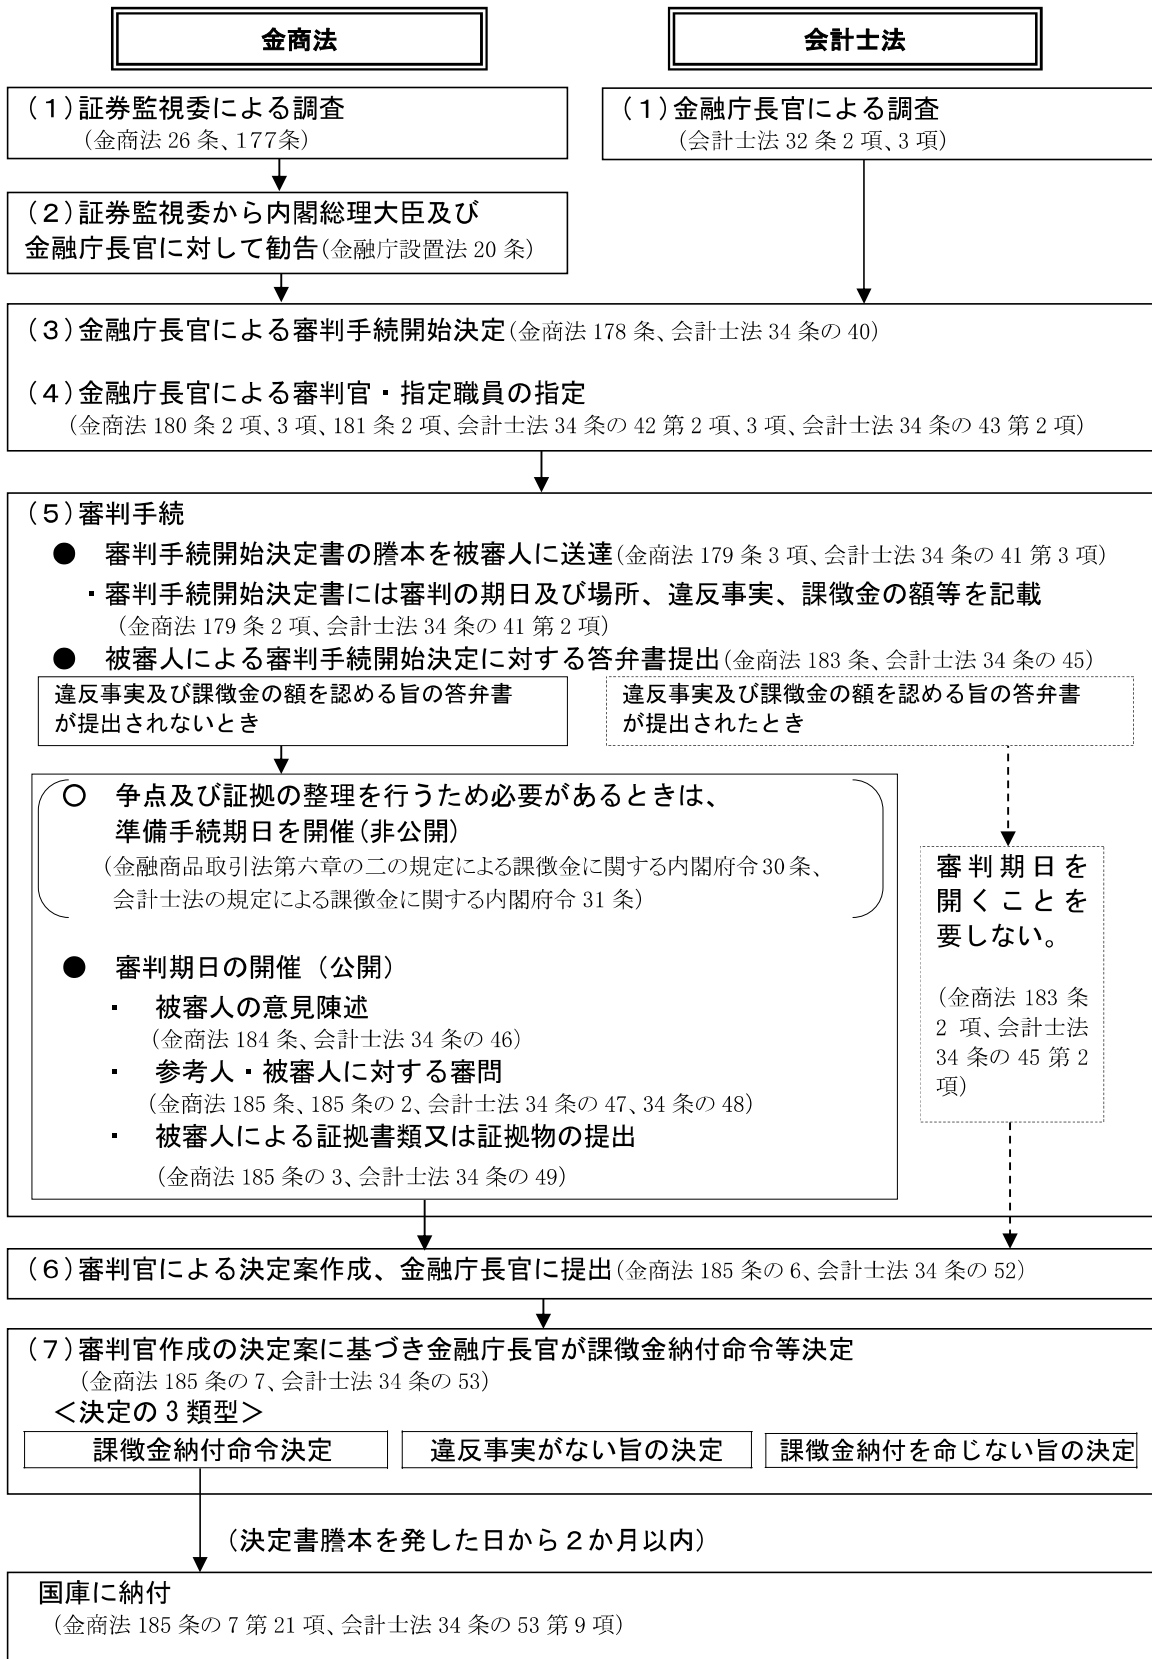 金商法
会計士法
（１）証券監視委による調査
（金商法 26 条、177条）
（１）金融庁長官による調査
（会計士法 32 条 2 項、3 項）
（２）証券監視委から内閣総理大臣及び
金融庁長官に対して勧告（金融庁設置法 20 条）
（３）金融庁長官による審判手続開始決定（金商法 178 条、会計士法 34 条の 40）
（４）金融庁長官による審判官・指定職員の指定
（金商法 180 条 2 項、3 項、181 条 2 項、会計士法 34 条の 42 第 2 項、3 項、会計士法 34 条の 43 第 2 項）
（５）審判手続
●　審判手続開始決定書の謄本を被審人に送達（金商法 179 条 3 項、会計士法 34 条の 41 第 3 項）
・審判手続開始決定書には審判の期日及び場所、違反事実、課徴金の額等を記載
（金商法 179 条 2 項、会計士法 34 条の 41 第 2 項）
●　被審人による審判手続開始決定に対する答弁書提出（金商法 183 条、会計士法 34 条の 45）
違反事実及び課徴金の額を認める旨の答弁書
が提出されないとき
違反事実及び課徴金の額を認める旨の答弁書
が提出されたとき
○　争点及び証拠の整理を行うため必要があるときは、
準備手続期日を開催（非公開）
（金融商品取引法第六章の二の規定による課徴金に関する内閣府令 30 条、
会計士法の規定による課徴金に関する内閣府令 31 条）
●　審判期日の開催（公開）
・　被審人の意見陳述
（金商法 184 条、会計士法 34 条の 46）
・　参考人・被審人に対する審問
（金商法 185 条、185 条の 2、会計士法 34 条の 47、34 条の 48）
・　被審人による証拠書類又は証拠物の提出
（金商法 185 条の 3、会計士法 34 条の 49）
審判期日を
開くことを
要しない。
（金商法 183 条
2 項、会計士法
34 条の 45 第 2
項）
（６）審判官による決定案作成、金融庁長官に提出（金商法 185 条の 6、会計士法 34 条の 52）
（７）審判官作成の決定案に基づき金融庁長官が課徴金納付命令等決定
（金商法 185 条の 7、会計士法 34 条の 53）
＜決定の３類型＞
課徴金納付命令決定
違反事実がない旨の決定
課徴金納付を命じない旨の決定
（決定書謄本を発した日から２か月以内）
国庫に納付
（金商法 185 条の 7 第 21 項、会計士法 34 条の 53 第 9 項）